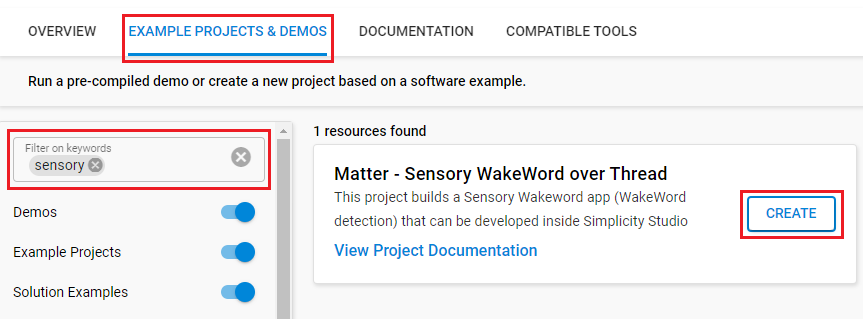 OVERVIEW EXAMPLE PROJECTS & DEMOS DOCUMENTATION COMPATIBLE TOOLS
Run a pre-compiled demo or create a new project based on a software example.
Filter on keywords
sensory
Demos
Example Projects
Solution Examples
1 resources found
Matter - Sensory WakeWord over Thread
This project builds a Sensory Wakeword app (WakeWord
detection) that can be developed inside Simplicity Studio
View Project Documentation
CREATE